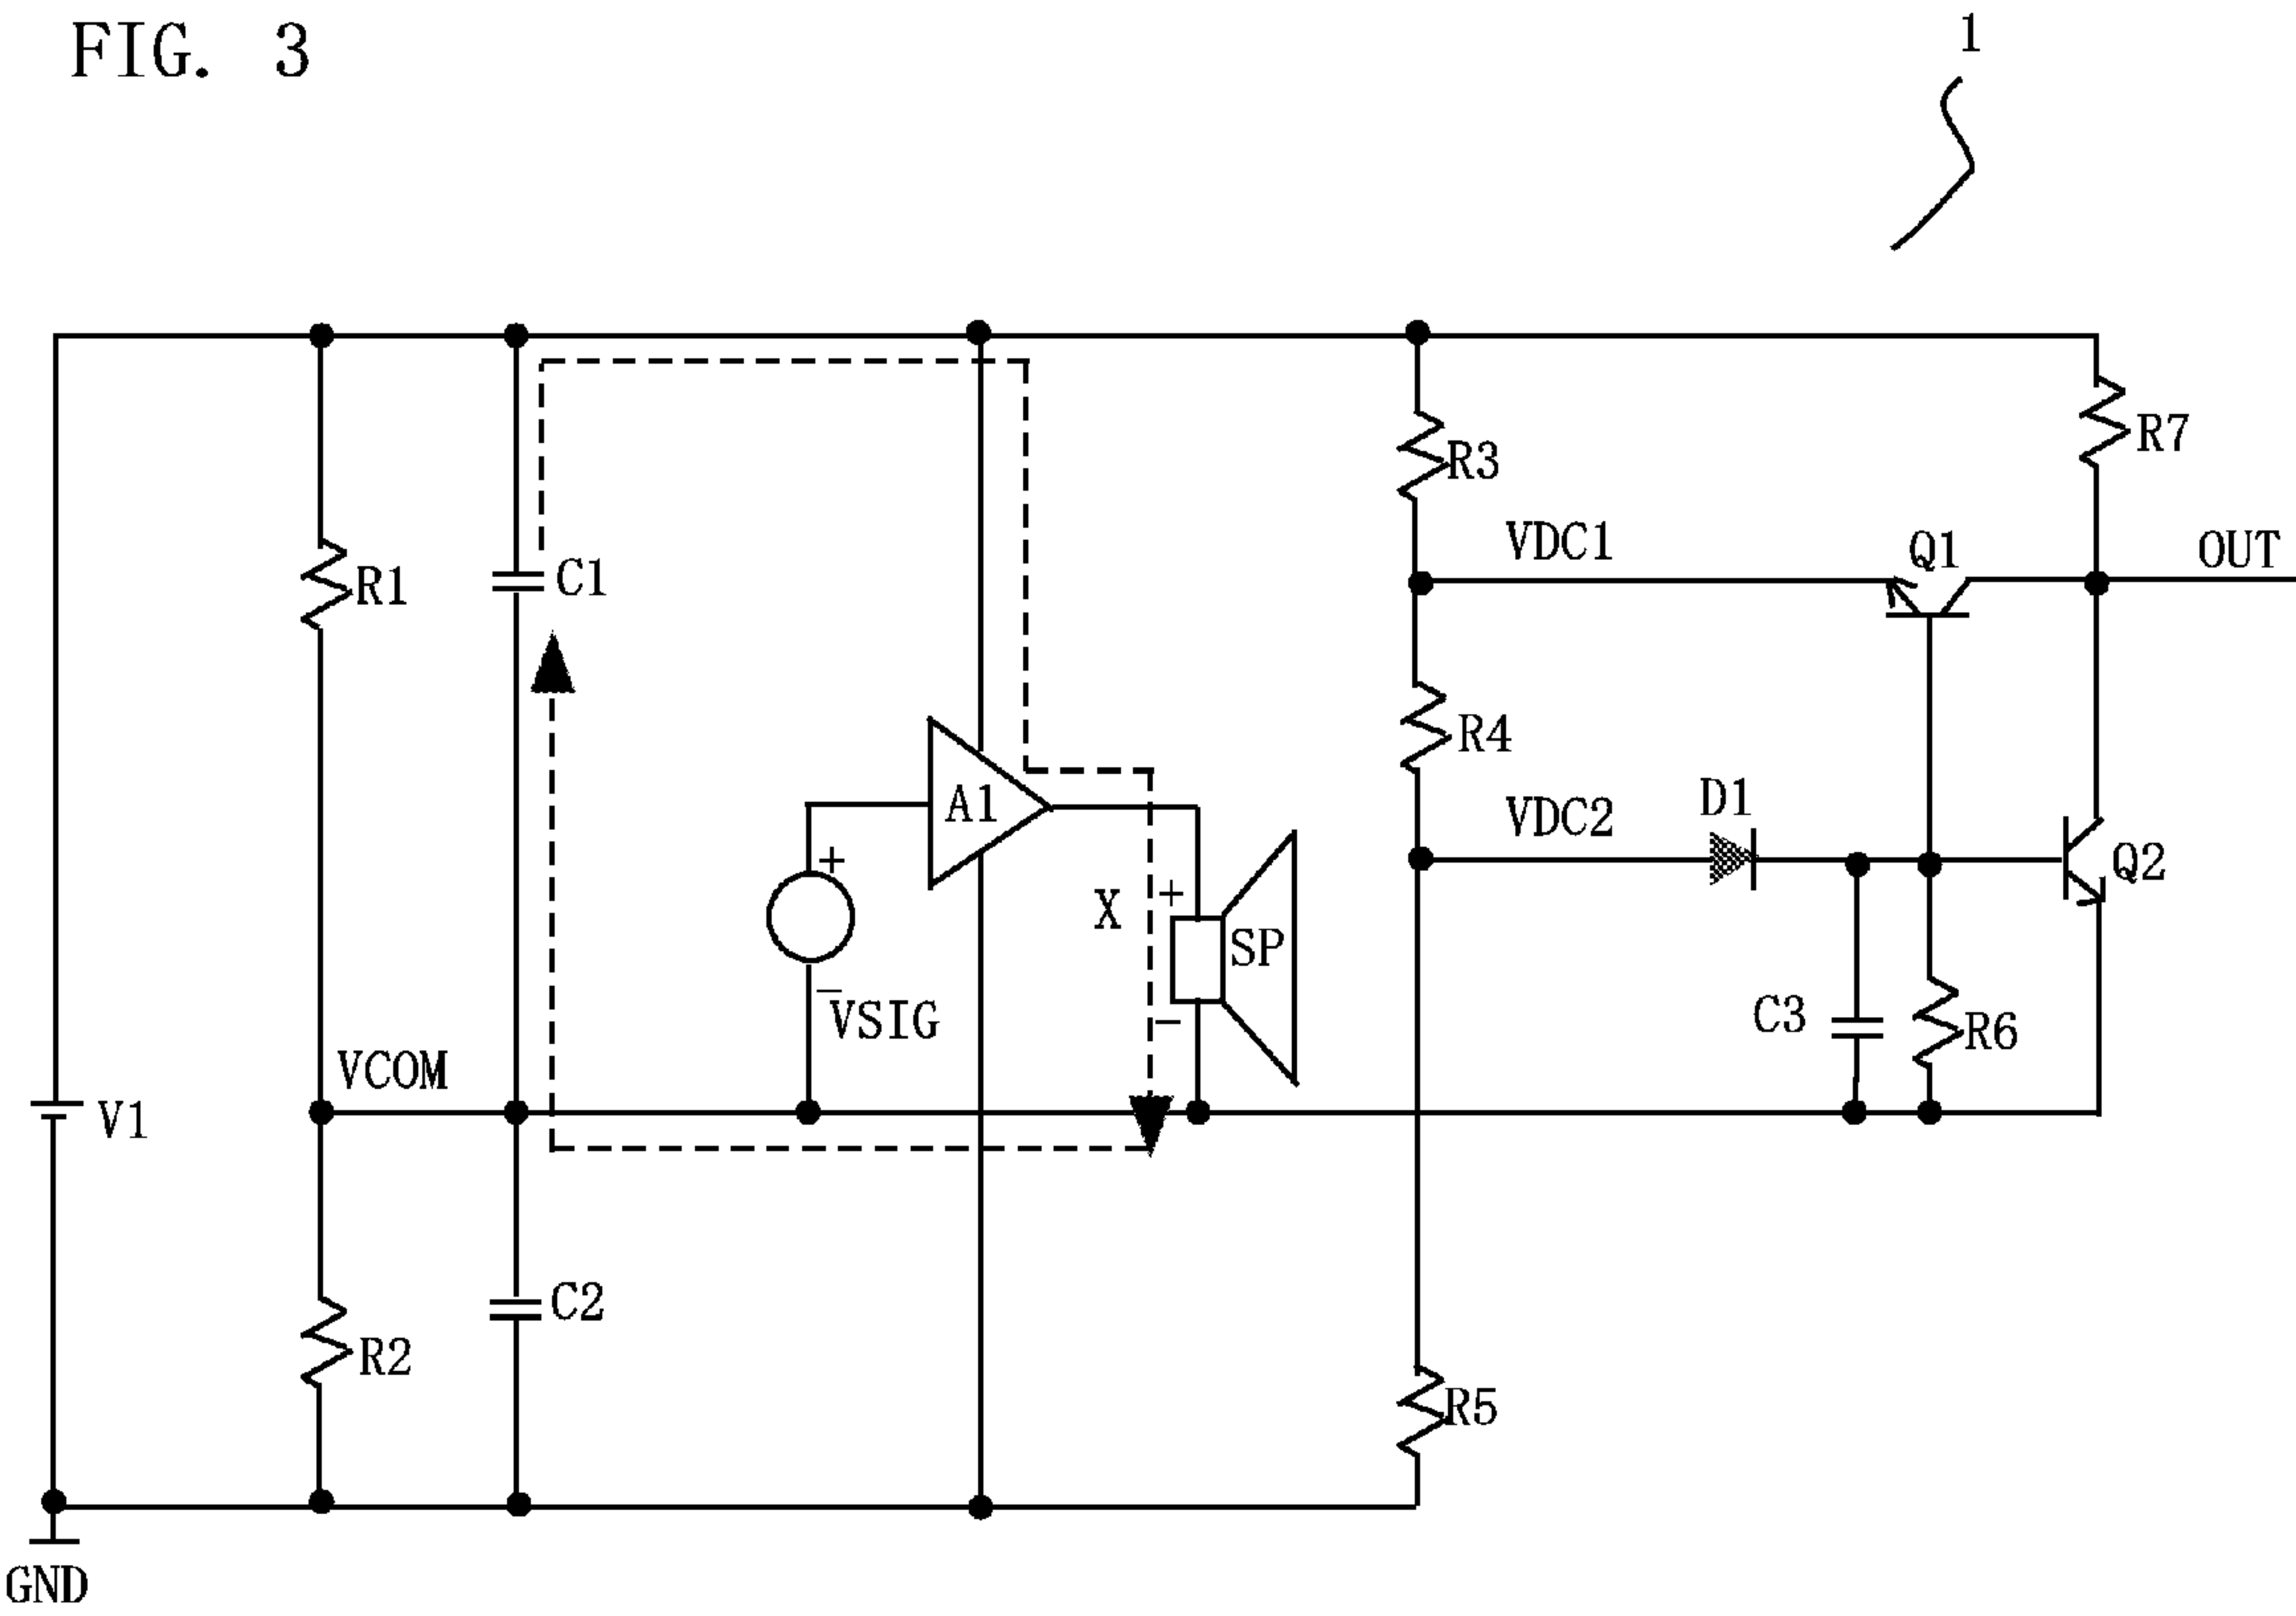 FIG. 3
1
R7
R3
VDC1
Q1
OUT
R1
C1
R4
A1
VDC2
D1
Q2
+
X
+
SP
-
VSIG
-
C3
R6
VCOM
V1
C2
R2
R5
GND